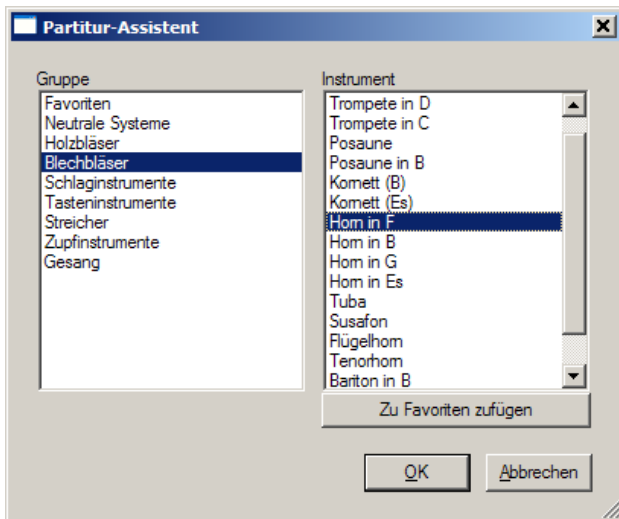 Partitur-Assistent
Gruppe
Favoriten
Neutrale Systeme
Holzbläser
Blechbläser
Schlaginstrumente
Tasteninstrumente
Streicher
Zupfinstrumente
Gesang
Instrument
Trompete in D
Trompete in C
Posaune
Posaune in B
Kornett (B)
Kornett (Es)
Horn in F
Horn in B
Horn in G
Horn in Es
Tuba
Susafon
Flügelhorn
Tenorhorn
Bariton in B
Zu Favoriten zufügen
OK
Abbrechen